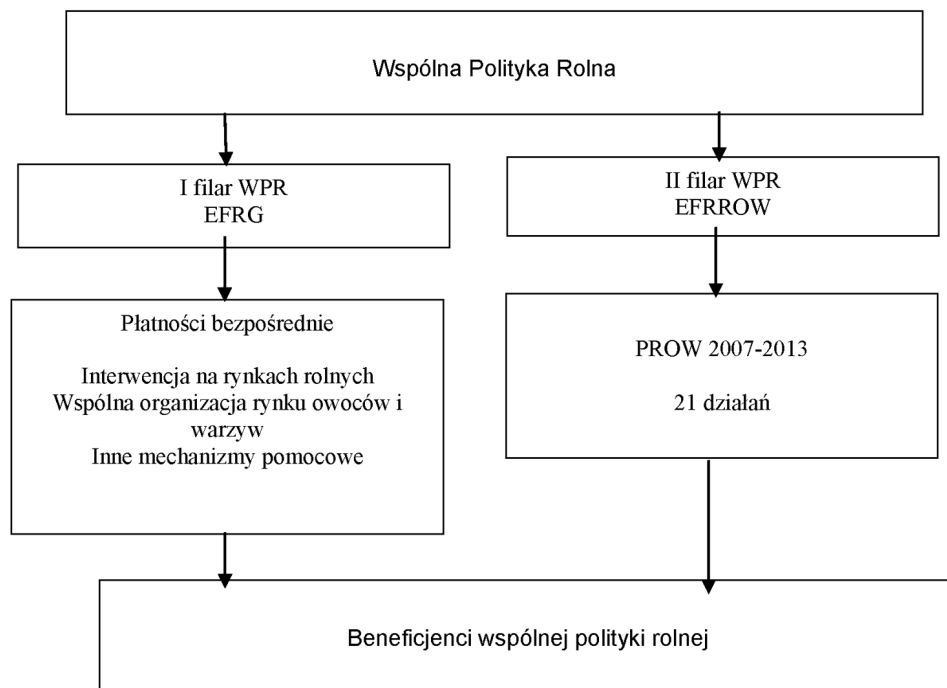 Wspólna Polityka Rolna
I filar WPR
EFRG
II filar WPR
EFRROW
Płatności bezpośrednie
Interwencja na rynkach rolnych
Wspólna organizacja rynku owoców i
warzyw
Inne mechanizmy pomocowe
PROW 2007-2013
21 działań
Beneficjenci wspólnej polityki rolnej